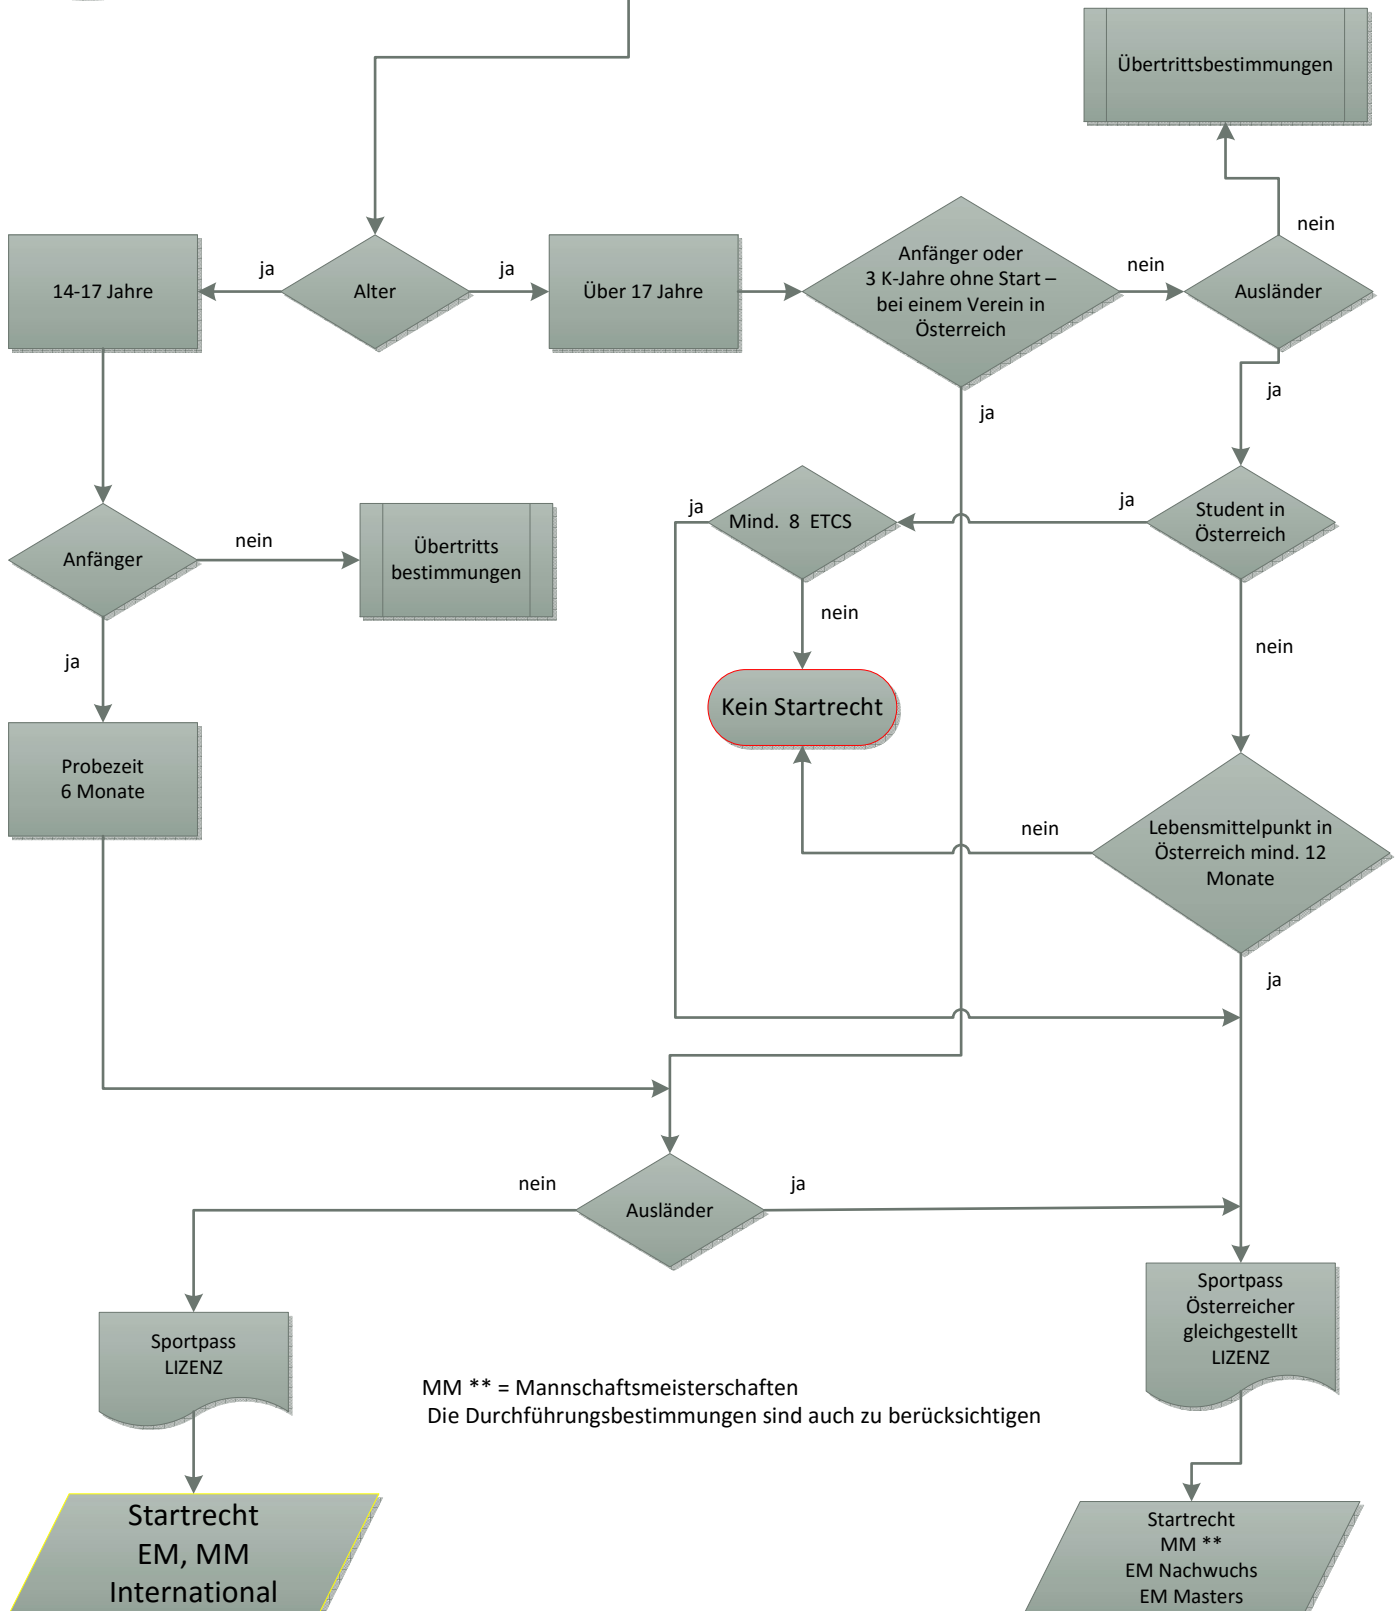 Übertrittsbestimmungen
nein
14-17 Jahre
ja
Alter
ja
Über 17 Jahre
Anfänger oder
3 K-Jahre ohne Start –
bei einem Verein in
Österreich
nein
Ausländer
ja
ja
Anfänger
nein
Übertritts
bestimmungen
ja
Mind. 8 ETCS
ja
Student in
Österreich
nein
nein
ja
Kein Startrecht
Probezeit
6 Monate
nein
Lebensmittelpunkt in
Österreich mind. 12
Monate
ja
nein
Ausländer
ja
Sportpass
LIZENZ
Sportpass
Österreicher
gleichgestellt
LIZENZ
MM ** = Mannschaftsmeisterschaften
Die Durchführungsbestimmungen sind auch zu berücksichtigen
Startrecht
EM, MM
International
Startrecht
MM **
EM Nachwuchs
EM Masters